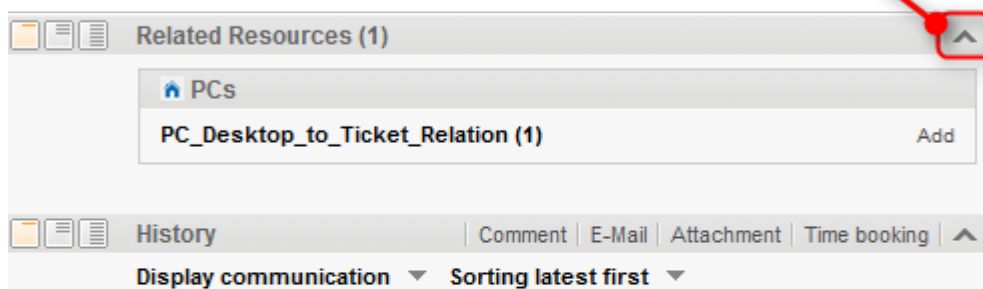 Related Resources (1)
PCs
PC_Desktop_to_Ticket_Relation (1) Add
History Comment E-Mail Attachment Time booking
Display communication Sorting latest first